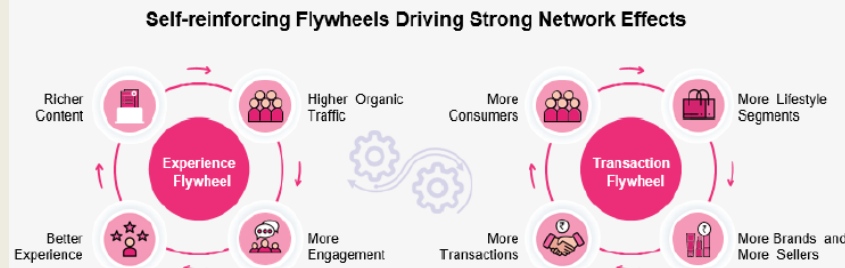 Self-reinforcing Flywheels Driving Strong Network Effects
Richer
Content
Higher Organic
Traffic
Experience
Flywheel
Better
Experience
More
Engagement
More
Consumers
More Lifestyle
Segments
Transaction
Flywheel
More
Transactions
More Brands and
More Sellers